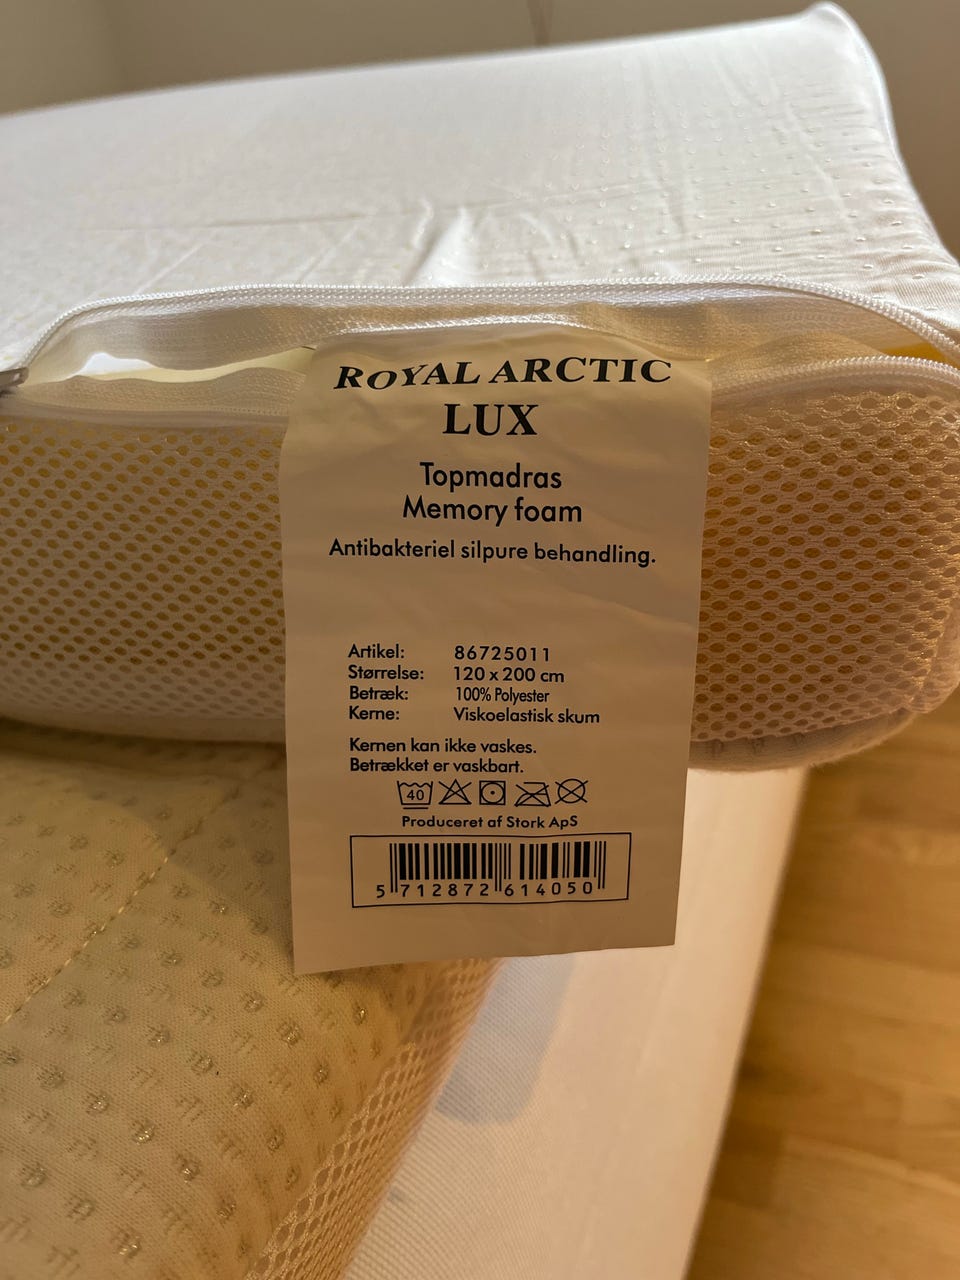 ROYAL ARCTIC
LUX
Topmadras
Memory foam
Antibakteriel silpure behandling.
Artikel: 86725011
Størrelse: 120 x 200 cm
Betræk: 100% Polyester
Kerne: Viskoelastisk skum
Kernen kan ikke vaskes.
Betrækket er vaskbart.
40
Produceret af Stork ApS
5 712872 614050